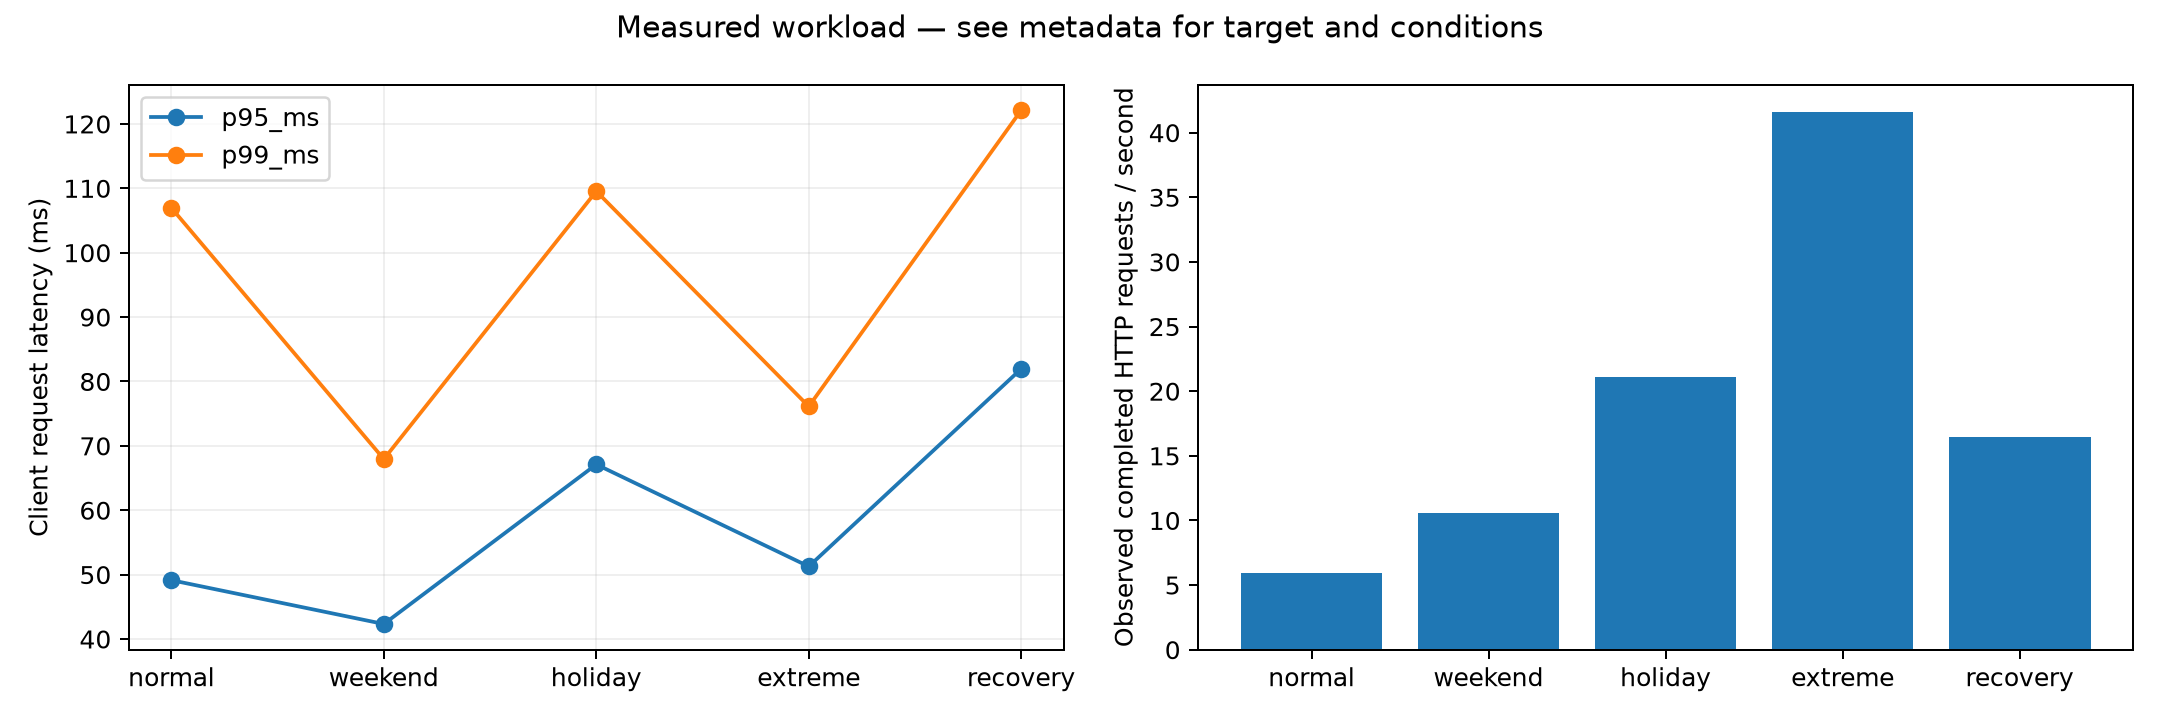 Measured workload — see metadata for target and conditions
p95_ms
p99_ms
Client request latency (ms)
120
110
100
90
80
70
60
50
40
normal
weekend
holiday
extreme
recovery
Observed completed HTTP requests / second
40
35
30
25
20
15
10
5
0
normal
weekend
holiday
extreme
recovery